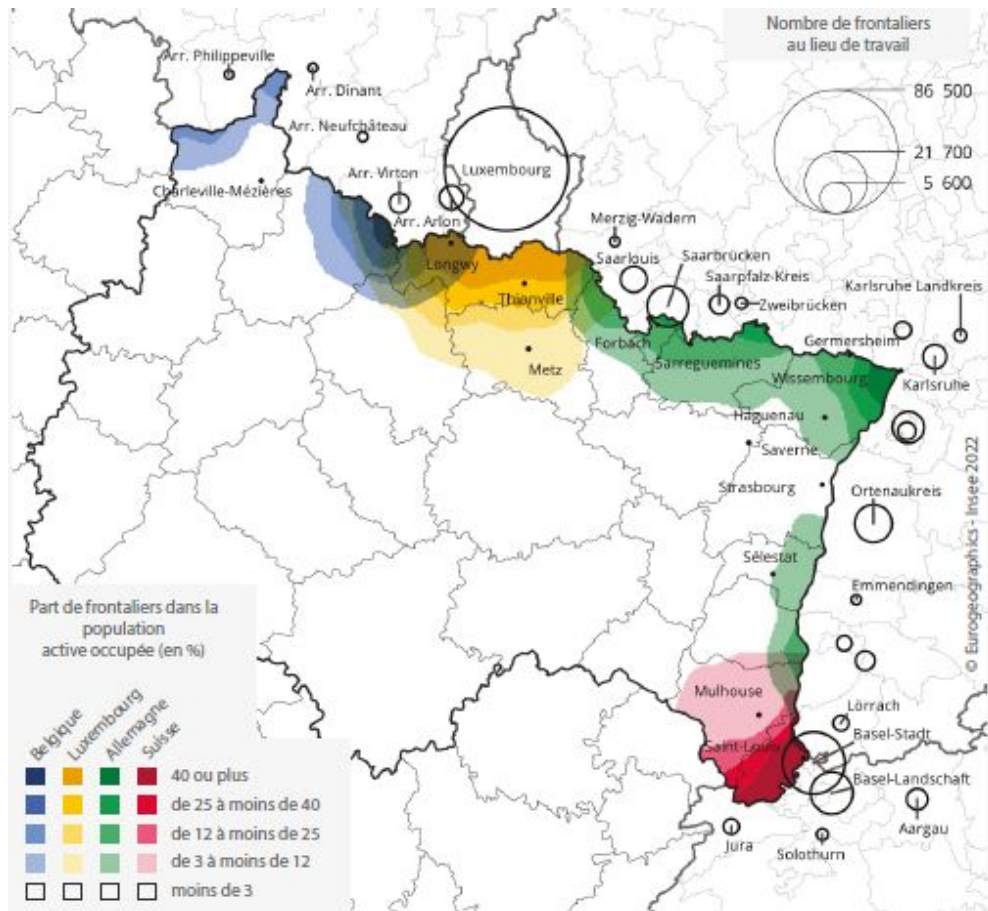 Nombre de frontaliers
au lieu de travail
86 500
21 700
5 600
Arr. Philippeville
Arr. Dinant
Arr. Neufchâteau
Charleville-Mézières
Arr. Virton
Luxembourg
Arr. Arlon
Merzig-Wadern
Longwy
Saarlouis
Saarbrücken
Saarpfalz-Kreis
Karlsruhe Landkreis
Thionville
Zweibrücken
Forbach
Germersheim
Metz
Sarreguemines
Wissembourg
Karlsruhe
Haguenau
Saverne
Strasbourg
Ortenaukreis
Sélestat
Emmendingen
Mulhouse
Lörrach
Saint-Louis
Basel-Stadt
Basel-Landschaft
Jura
Solothurn
Aargau
© Eurogeographics - Insee 2022
Part de frontaliers dans la
population
active occupée (en %)
Belgique
Luxembourg
Allemagne
Suisse
40 ou plus
de 25 à moins de 40
de 12 à moins de 25
de 3 à moins de 12
moins de 3